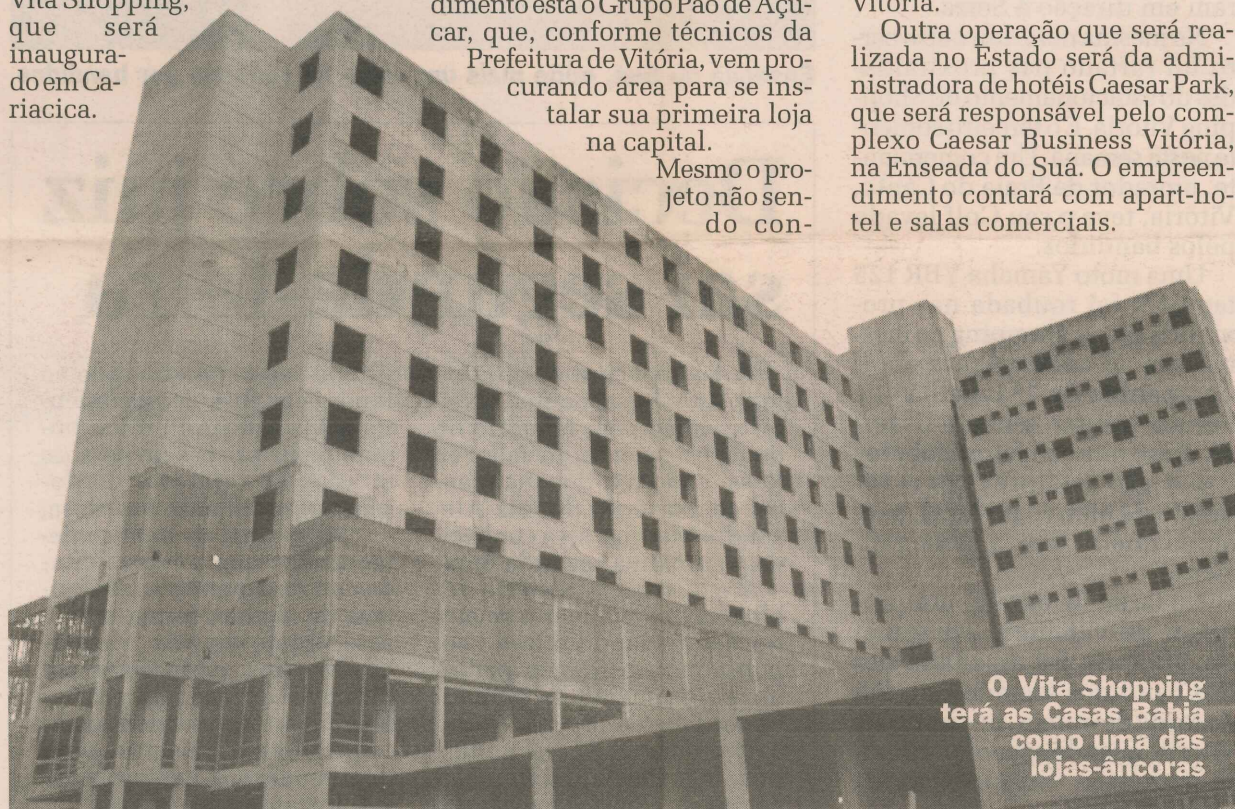 Vita Shopping,
que será
inaugura-
do em Ca-
riacica.
dimento está o Grupo Pão de Açú-
car, que, conforme técnicos da
Prefeitura de Vitória, vem pro-
curando área para se ins-
talar sua primeira loja
na capital.
Mesmo o pro-
jeto não sen-
do con-
Vitória.
Outra operação que será rea-
lizada no Estado será da admi-
nistradora de hotéis Caesar Park,
que será responsável pelo com-
plexo Caesar Business Vitória,
na Enseada do Suá. O empreen-
dimento contará com apart-ho-
tel e salas comerciais.
O Vita Shopping
terá as Casas Bahia
como uma das
lojas-âncoras